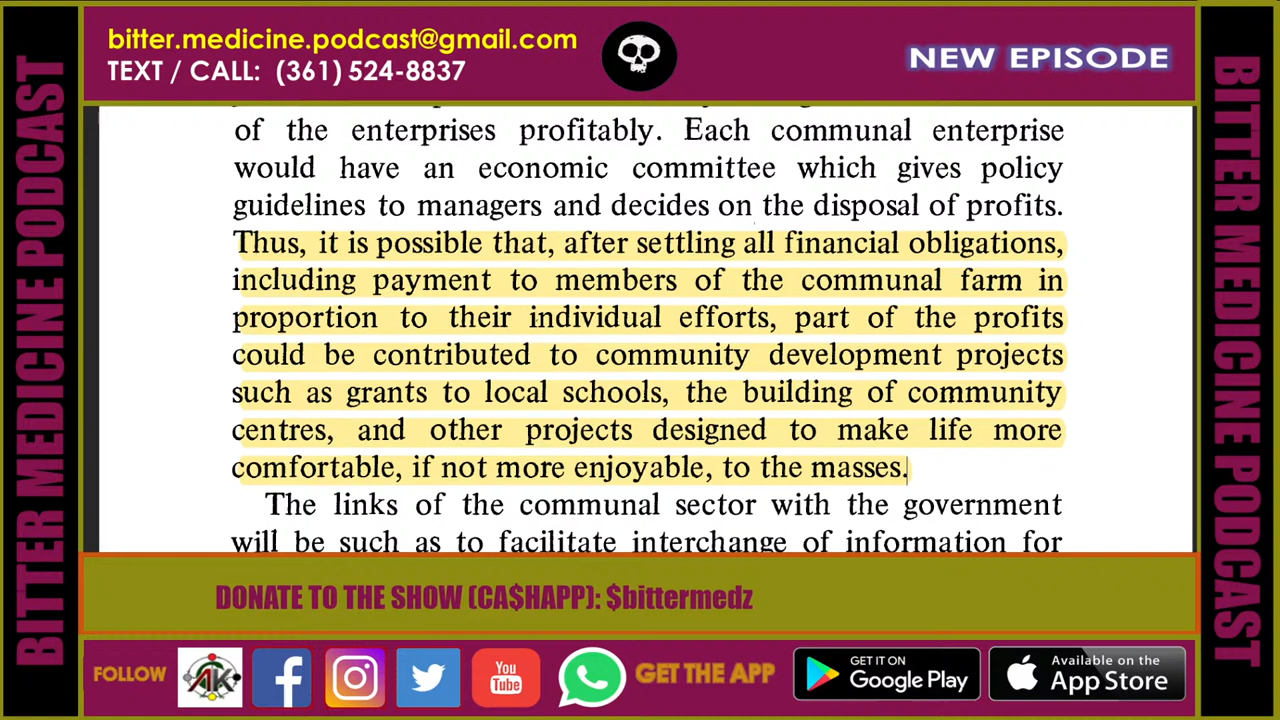 bitter.medicine.podcast@gmail.com
TEXT / CALL: (361) 524-8837
NEW EPISODE
BITTER MEDICINE PODCAST
of the enterprises profitably. Each communal enterprise
would have an economic committee which gives policy
guidelines to managers and decides on the disposal of profits.
Thus, it is possible that, after settling all financial obligations,
including payment to members of the communal farm in
proportion to their individual efforts, part of the profits
could be contributed to community development projects
such as grants to local schools, the building of community
centres, and other projects designed to make life more
comfortable, if not more enjoyable, to the masses.
The links of the communal sector with the government
will be such as to facilitate interchange of information for
BITTER MEDICINE PODCAST
DONATE TO THE SHOW (CA$HAPP): $bittermedz
FOLLOW
You
Tube
GET THE APP
GET IT ON
Google Play
Available on the
App Store